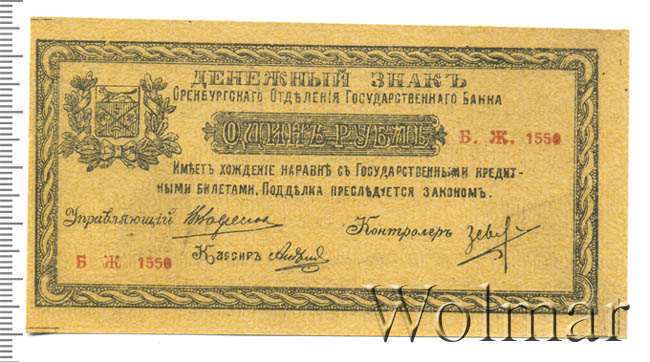 ДЕНЕЖНЫЙ ЗНАКЪ
ОРЕНБУРГСКАГО ОТДѢЛЕНІЯ ГОСУДАРСТВЕННАГО БАНКА
ОДИНЪ РУБЛЬ
Б. Ж. 1550
ИМѢЕТЪ ХОЖДЕНІЕ НАРАВНѢ СЪ ГОСУДАРСТВЕННЫМИ КРЕДИТ-
НЫМИ БИЛЕТАМИ. ПОДДѢЛКА ПРЕСЛѢДУЕТСЯ ЗАКОНОМЪ.
Управляющій
Контролеръ
Кассиръ
Б Ж 1550
Wolmar